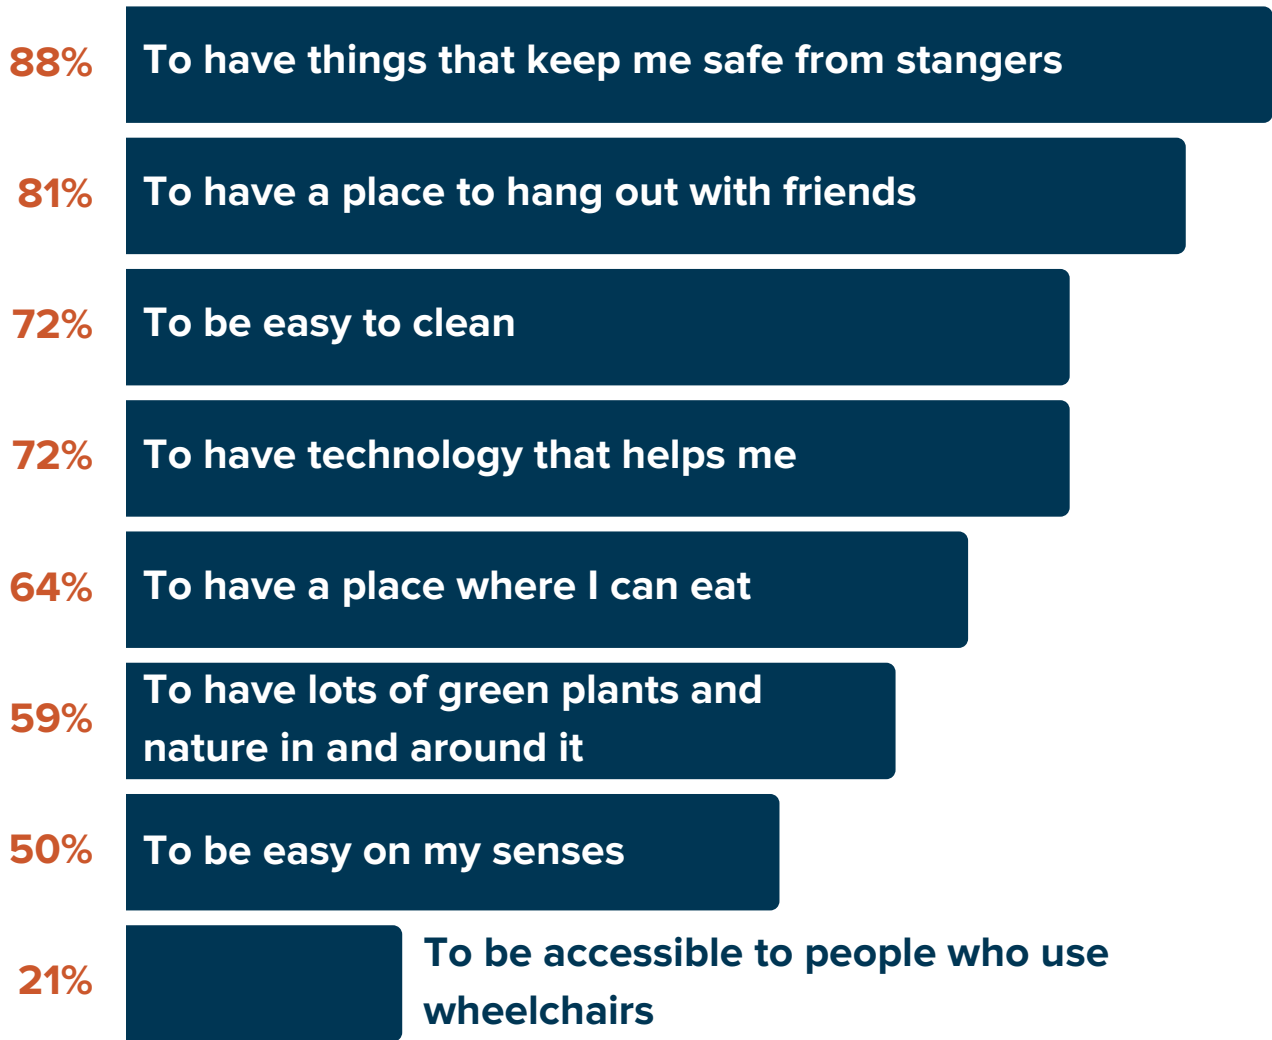 88% To have things that keep me safe from stangers
81% To have a place to hang out with friends
72% To be easy to clean
72% To have technology that helps me
64% To have a place where I can eat
59% To have lots of green plants and
nature in and around it
50% To be easy on my senses
21% To be accessible to people who use
wheelchairs